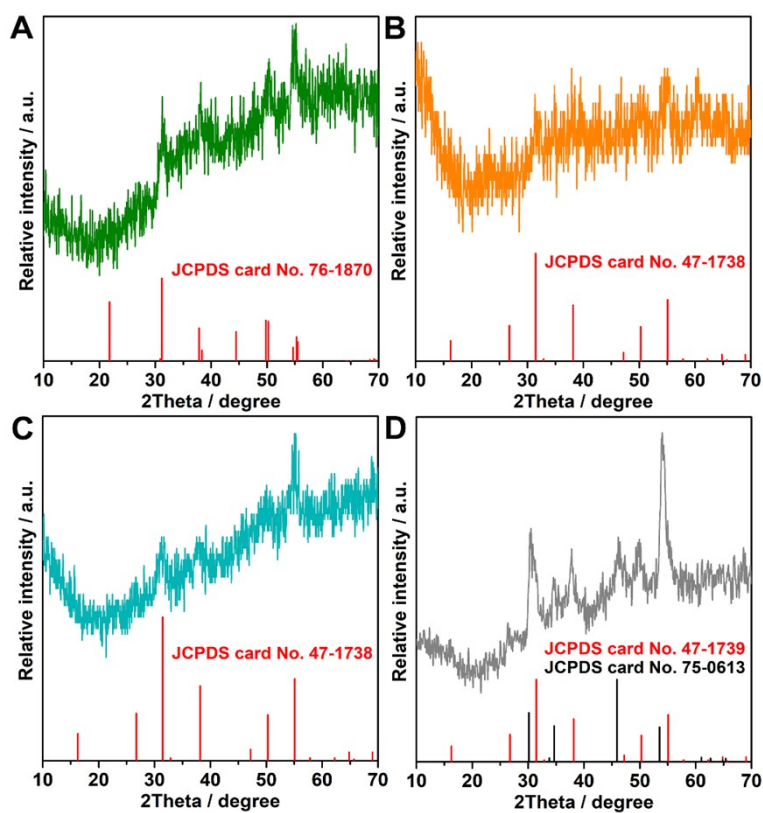 A
Relative intensity / a.u.
JCPDS card No. 76-1870
10 20 30 40 50 60 70
2Theta / degree
B
Relative intensity / a.u.
JCPDS card No. 47-1738
10 20 30 40 50 60 70
2Theta / degree
C
Relative intensity / a.u.
JCPDS card No. 47-1738
10 20 30 40 50 60 70
2Theta / degree
D
Relative intensity / a.u.
JCPDS card No. 47-1739
JCPDS card No. 75-0613
10 20 30 40 50 60 70
2Theta / degree